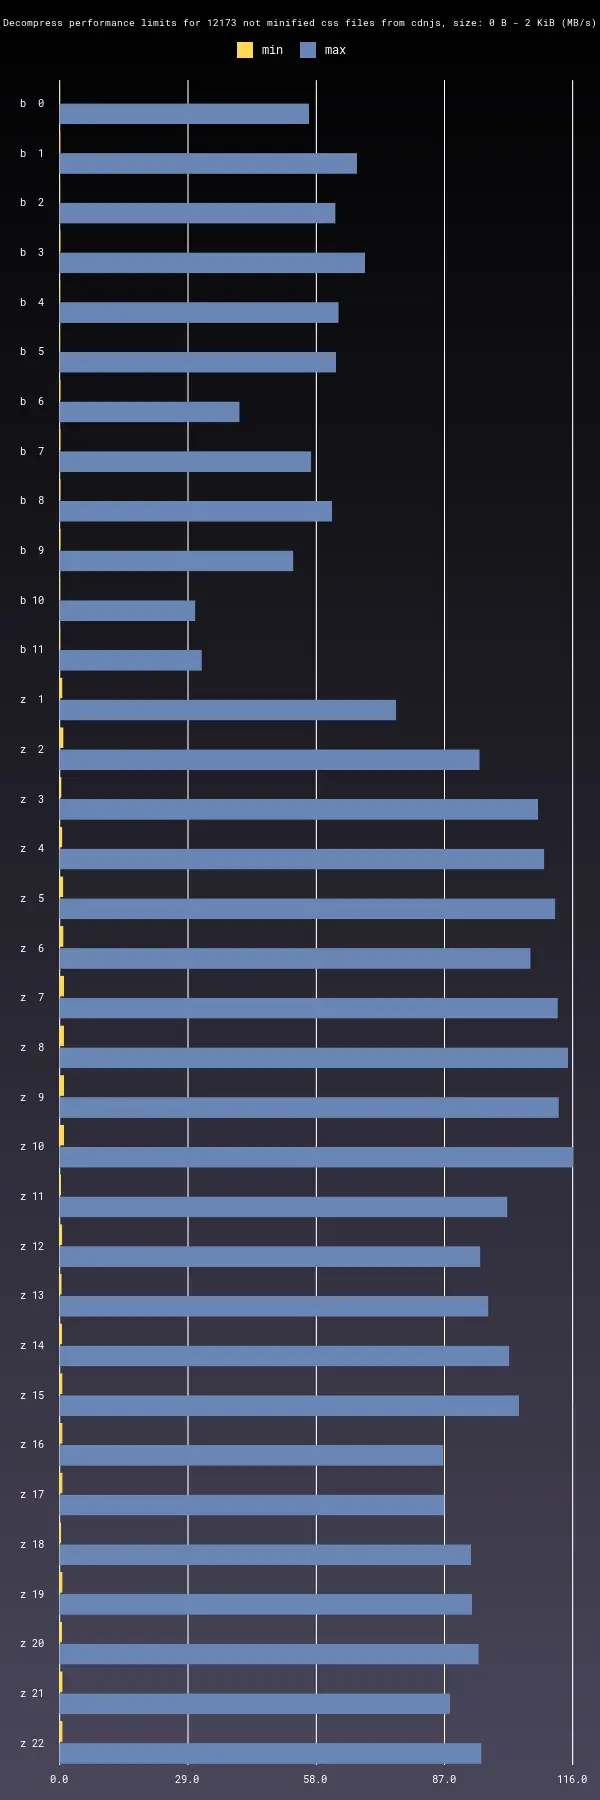 Decompress performance limits for 12173 not minified css files from cdnjs, size: 0 B - 2 KiB (MB/s)
min max
b 0
b 1
b 2
b 3
b 4
b 5
b 6
b 7
b 8
b 9
b 10
b 11
z 1
z 2
z 3
z 4
z 5
z 6
z 7
z 8
z 9
z 10
z 11
z 12
z 13
z 14
z 15
z 16
z 17
z 18
z 19
z 20
z 21
z 22
0.0 29.0 58.0 87.0 116.0